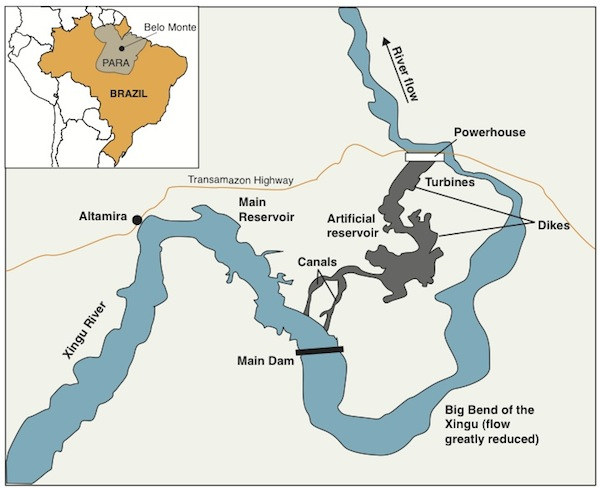 Belo Monte
PARA
BRAZIL
River flow
Powerhouse
Transamazon Highway
Turbines
Altamira
Main
Reservoir
Artificial
reservoir
Dikes
Canals
Xingu River
Main Dam
Big Bend of the
Xingu (flow
greatly reduced)